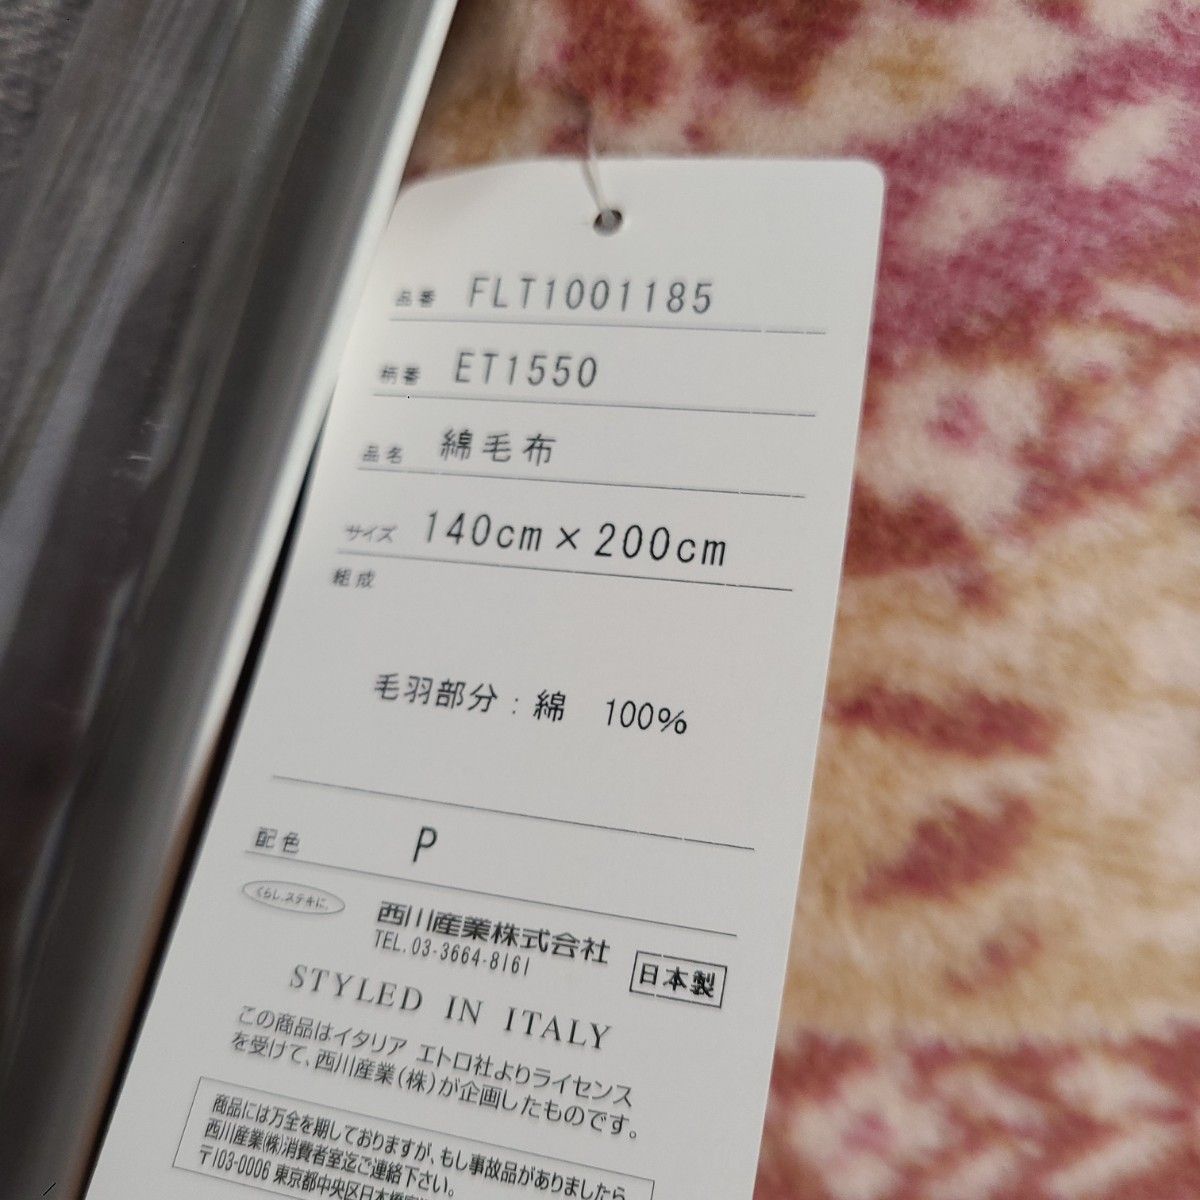 品番 FLT1001185
柄番 ET1550
品名 綿毛布
サイズ 140cm×200cm
組成
毛羽部分：綿 100%
配色 P
くらし、ステキに。
西川産業株式会社
TEL. 03-3664-8161
日本製
STYLED IN ITALY
この商品はイタリア エトロ社よりライセンス
を受けて、西川産業(株)が企画したものです。
商品には万全を期しておりますが、もし事故品がありましたら
西川産業(株)消費者室迄ご連絡下さい。
〒103-0006 東京都中央区日本橋